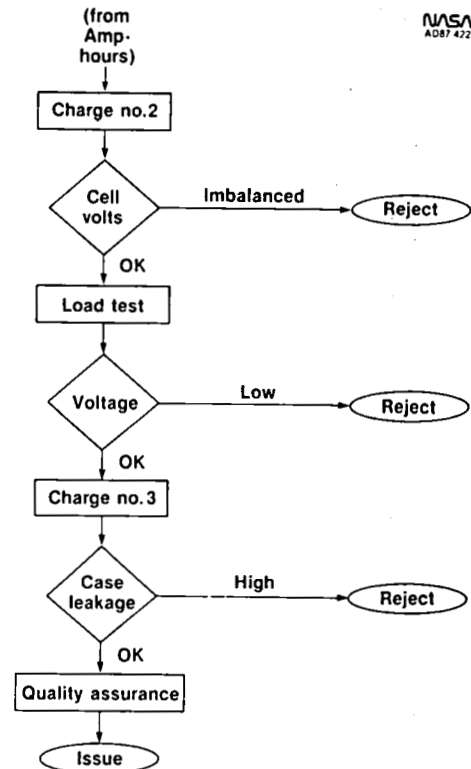 (from
Amp-
hours)
NASA
AD87 422
Charge no.2
Cell
volts
Imbalanced
Reject
OK
Load test
Voltage
Low
Reject
OK
Charge no.3
Case
leakage
High
Reject
OK
Quality assurance
Issue